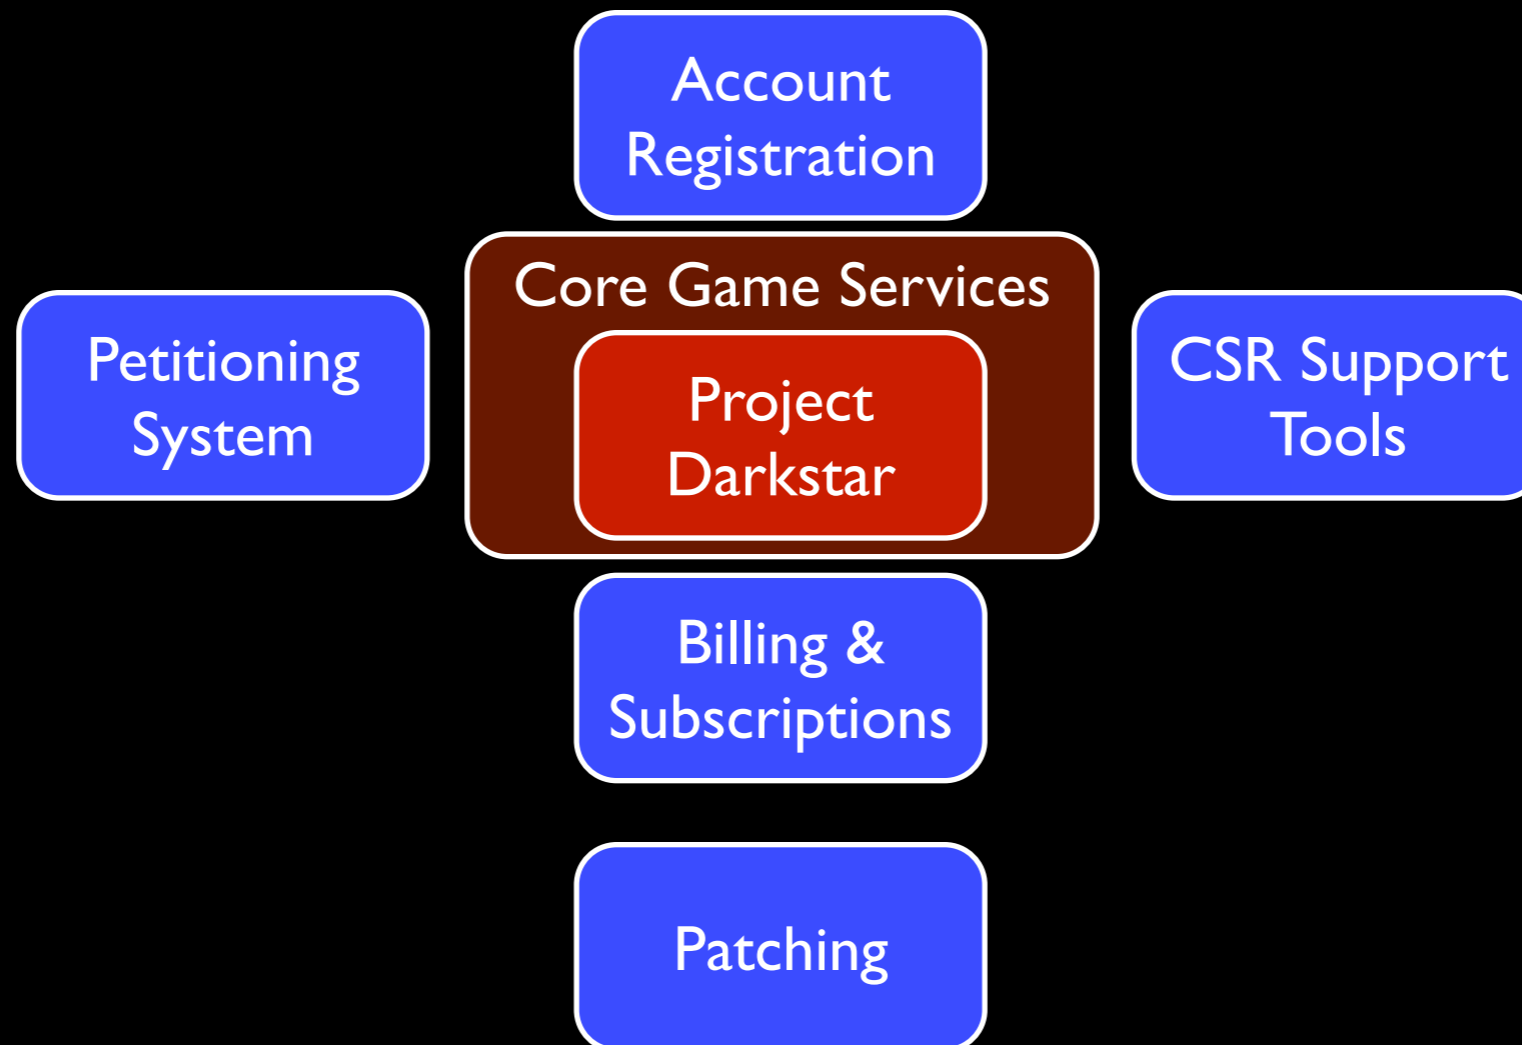 Account
Registration
Core Game Services
Petitioning
System
Project
Darkstar
CSR Support
Tools
Billing &
Subscriptions
Patching